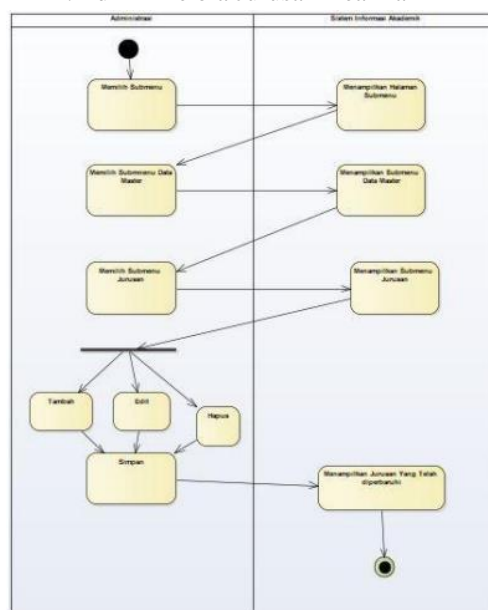 Administrasi
Sistem Informasi Akademik
Memilih Submenu
Menampilkan Halaman
Submenu
Memilih Submenu Data
Master
Menampilkan Submenu
Data Master
Memilih Submenu
Jurusan
Menampilkan Submenu
Jurusan
Tambah
Edit
Hapus
Simpan
Menampilkan Jurusan Yang Telah
diperbaruhi